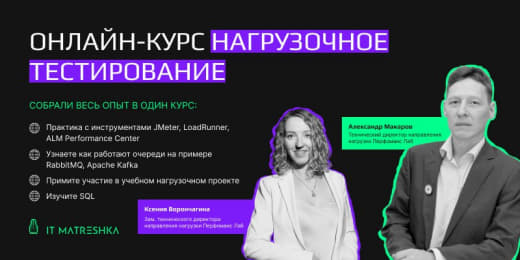 ОНЛАЙН-КУРС НАГРУЗОЧНОЕ
ТЕСТИРОВАНИЕ
СОБРАЛИ ВЕСЬ ОПЫТ В ОДИН КУРС:
Практика с инструментами JMeter, LoadRunner,
ALM Performance Center
Узнаете как работают очереди на примере
RabbitMQ, Apache Kafka
Примите участие в учебном нагрузочном проекте
Изучите SQL
IT MATRESHKA
Александр Макаров
Технический директор направления
нагрузки Перфоманс Лаб
Ксения Ворончагина
Зам. технического директора
направления нагрузки Перфоманс Лаб